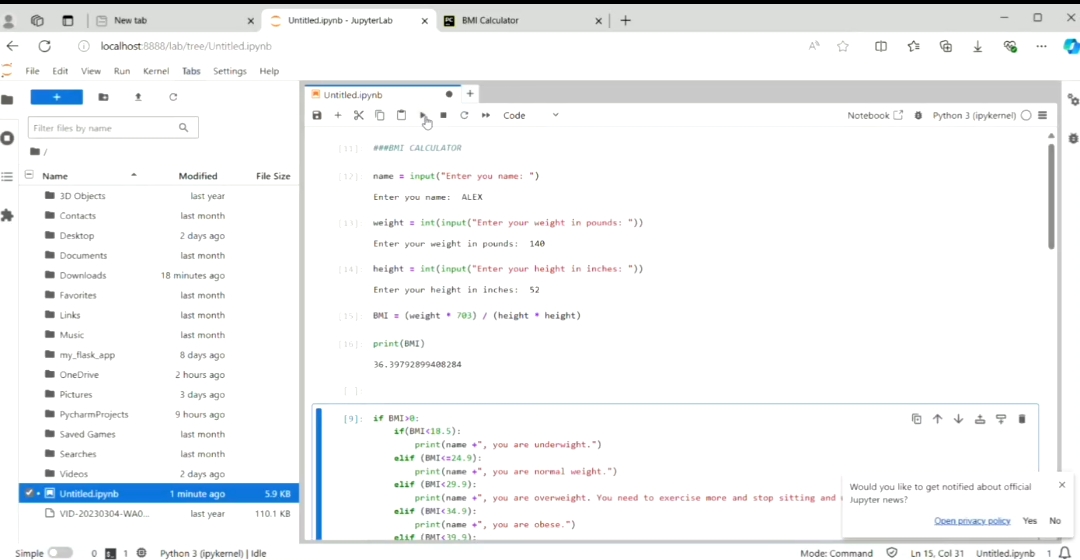 New tab
Untitled.ipynb - JupyterLab
BMI Calculator
localhost:8888/lab/tree/Untitled.ipynb
File Edit View Run Kernel Tabs Settings Help
Untitled.ipynb
Filter files by name
Code
Notebook
Python 3 (ipykernel)
/
Name Modified File Size
3D Objects last year
Contacts last month
Desktop 2 days ago
Documents last month
Downloads 18 minutes ago
Favorites last month
Links last month
Music last month
my_flask_app 8 days ago
OneDrive 2 hours ago
Pictures 3 days ago
PycharmProjects 9 hours ago
Saved Games last month
Searches last month
Videos 2 days ago
Untitled.ipynb 1 minute ago 5.9 KB
VID-20230304-WA0... last year 110.1 KB
[11] ###BMI CALCULATOR
[12] name = input("Enter you name: ")
Enter you name: ALEX
[13] weight = int(input("Enter your weight in pounds: "))
Enter your weight in pounds: 140
[14] height = int(input("Enter your height in inches: "))
Enter your height in inches: 52
[15] BMI = (weight * 703) / (height * height)
[16] print(BMI)
36.39792899408284
[ ]
[9]: if BMI>0:
if(BMI<18.5):
print(name +", you are underwight.")
elif (BMI<=24.9):
print(name +", you are normal weight.")
elif (BMI<29.9):
print(name +", you are overweight. You need to exercise more and stop sitting and
elif (BMI<34.9):
print(name +", you are obese.")
elif (BMI<39.9):
Would you like to get notified about official
Jupyter news?
Open privacy policy Yes No
Simple 0 1 Python 3 (ipykernel) | Idle
Mode: Command Ln 15, Col 31 Untitled.ipynb 1